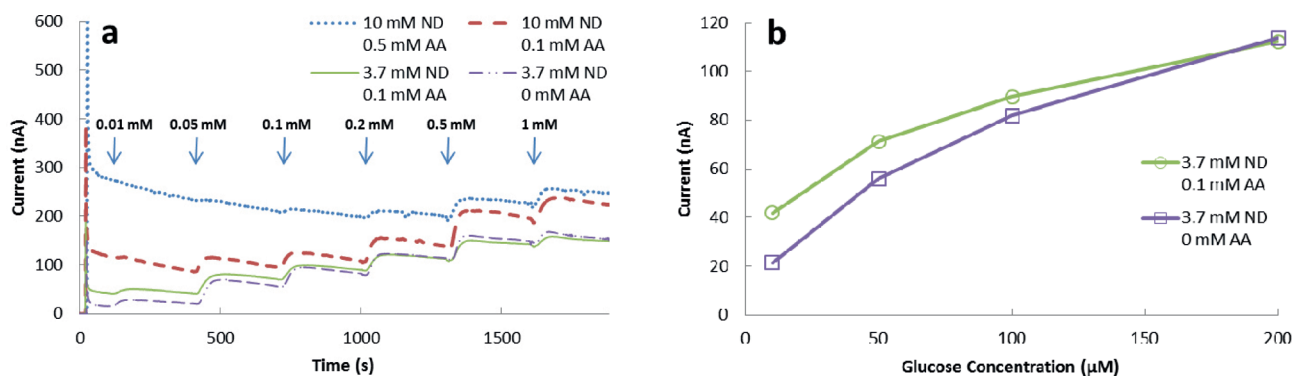 a
10 mM ND 10 mM ND
0.5 mM AA 0.1 mM AA
3.7 mM ND 3.7 mM ND
0.1 mM AA 0 mM AA
0.01 mM 0.05 mM 0.1 mM 0.2 mM 0.5 mM 1 mM
600
500
400
300
200
100
0
Current (nA)
0 500 1000 1500
Time (s)
b
120
100
80
60
40
20
0
Current (nA)
3.7 mM ND
0.1 mM AA
3.7 mM ND
0 mM AA
0 50 100 150 200
Glucose Concentration (μM)